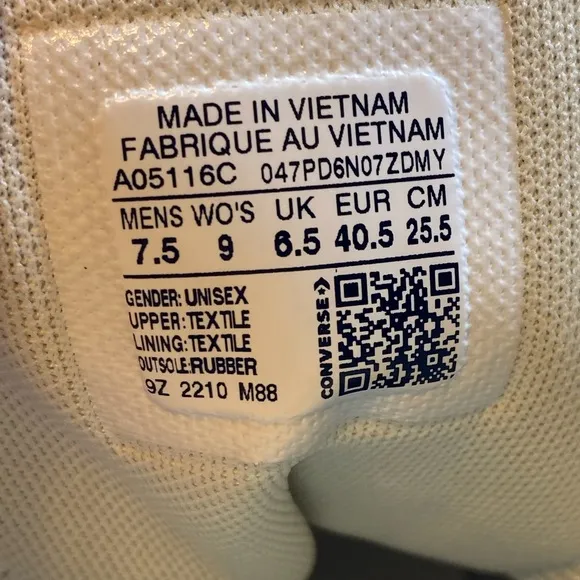 MADE IN VIETNAM
FABRIQUE AU VIETNAM
A05116C 047PD6N07ZDMY
MENS WO'S UK EUR CM
7.5 9 6.5 40.5 25.5
GENDER: UNISEX
UPPER:TEXTILE
LINING:TEXTILE
OUTSOLE:RUBBER
9Z 2210 M88
CONVERSE